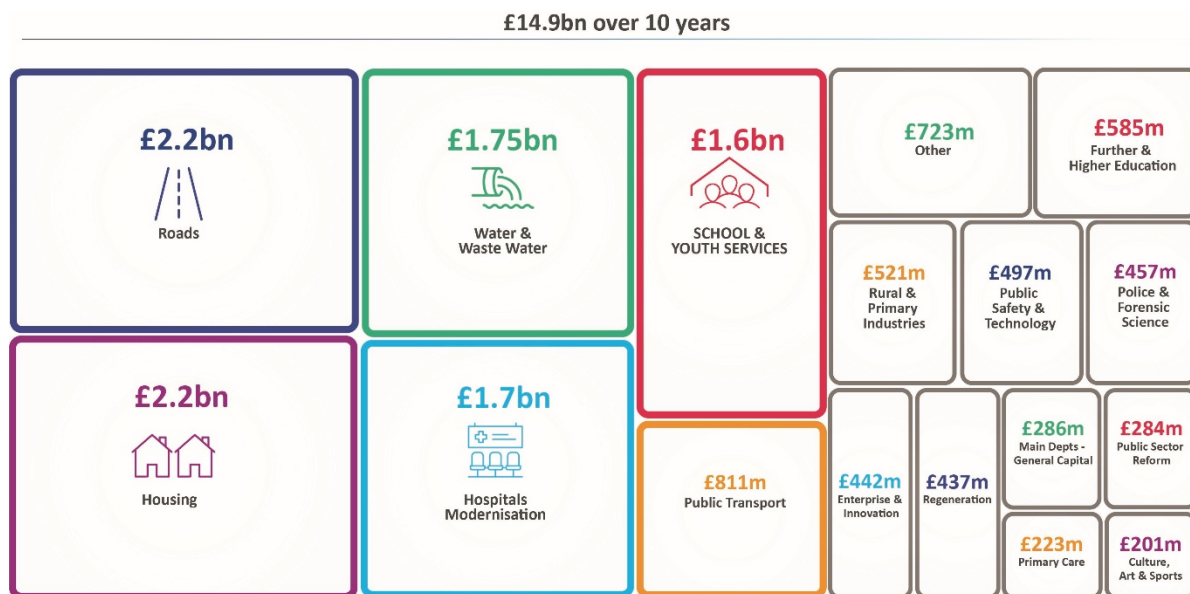 £14.9bn over 10 years
£2.2bn
Roads
£1.75bn
Water &
Waste Water
£1.6bn
SCHOOL &
YOUTH SERVICES
£723m
Other
£585m
Further &
Higher Education
£521m
Rural &
Primary
Industries
£497m
Public
Safety &
Technology
£457m
Police &
Forensic
Science
£2.2bn
Housing
£1.7bn
Hospitals
Modernisation
£811m
Public Transport
£442m
Enterprise &
Innovation
£437m
Regeneration
£286m
Main Depts -
General Capital
£284m
Public Sector
Reform
£223m
Primary Care
£201m
Culture,
Art & Sports